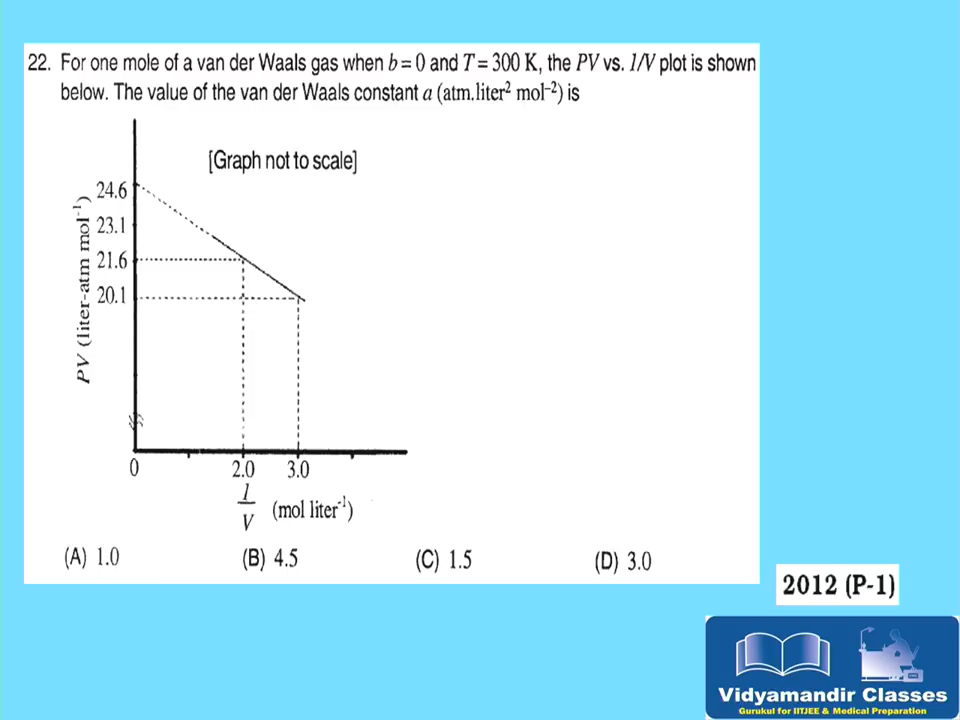 22. For one mole of a van der Waals gas when b = 0 and T = 300 K, the PV vs. 1/V plot is shown
below. The value of the van der Waals constant a (atm.liter² mol⁻²) is
[Graph not to scale]
24.6
23.1
21.6
20.1
PV (liter-atm mol⁻¹)
0
2.0
3.0
1/V (mol liter⁻¹)
(A) 1.0
(B) 4.5
(C) 1.5
(D) 3.0
2012 (P-1)
Vidyamandir Classes
Gurukul for IITJEE & Medical Preparation